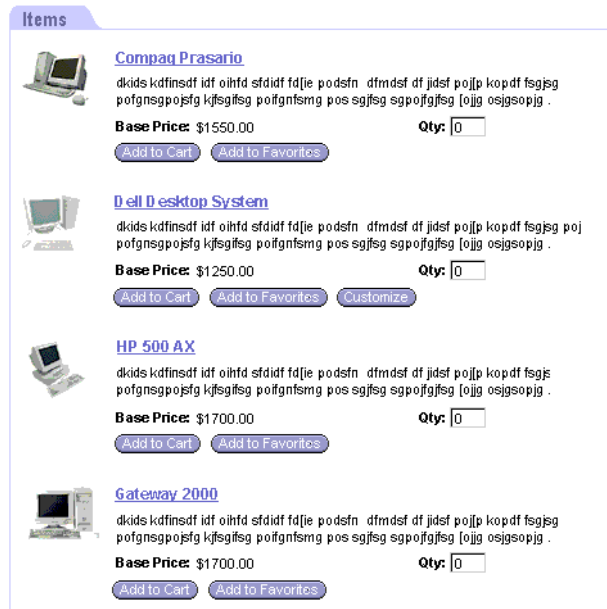 Items
Compaq Prasario
dkids kdfinsdf idf oihfd sfdidf fd[ie podsfn dfmdsf df jidsf poj[p kopdf fsgjsg
pofgnsgpojsfg kjfsgifsg poifgnfsmg pos sgjfsg sgpojfgjfsg [ojjg osjgsopjg .
Base Price: $1550.00 Qty: 0
Add to Cart Add to Favorites
Dell Desktop System
dkids kdfinsdf idf oihfd sfdidf fd[ie podsfn dfmdsf df jidsf poj[p kopdf fsgjsg poj
pofgnsgpojsfg kjfsgifsg poifgnfsmg pos sgjfsg sgpojfgjfsg [ojjg osjgsopjg .
Base Price: $1250.00 Qty: 0
Add to Cart Add to Favorites Customize
HP 500 AX
dkids kdfinsdf idf oihfd sfdidf fd[ie podsfn dfmdsf df jidsf poj[p kopdf fsgjs
pofgnsgpojsfg kjfsgifsg poifgnfsmg pos sgjfsg sgpojfgjfsg [ojjg osjgsopjg .
Base Price: $1700.00 Qty: 0
Add to Cart Add to Favorites
Gateway 2000
dkids kdfinsdf idf oihfd sfdidf fd[ie podsfn dfmdsf df jidsf poj[p kopdf fsgjsg
pofgnsgpojsfg kjfsgifsg poifgnfsmg pos sgjfsg sgpojfgjfsg [ojjg osjgsopjg .
Base Price: $1700.00 Qty: 0
Add to Cart Add to Favorites